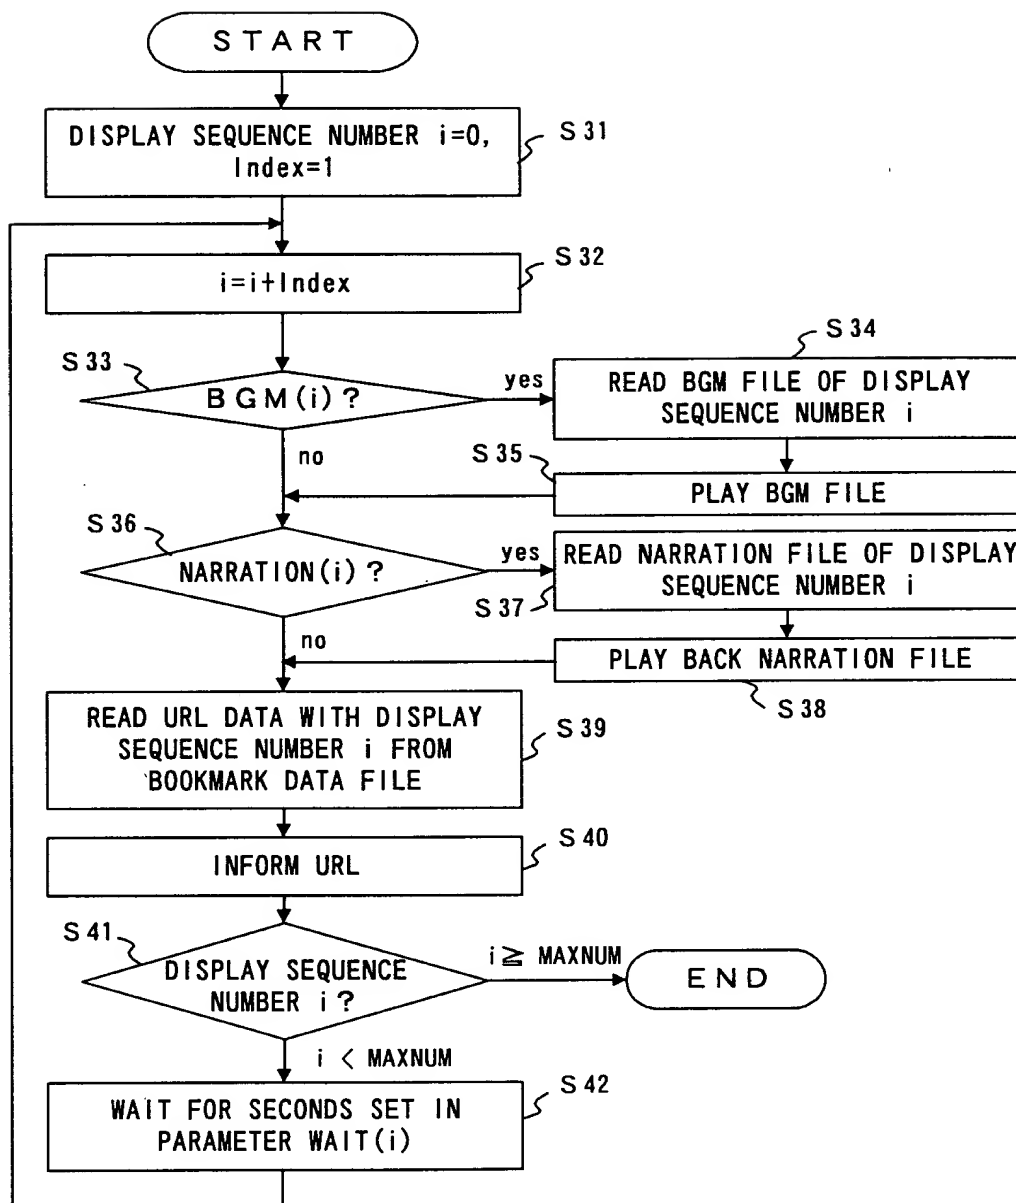 START
DISPLAY SEQUENCE NUMBER i=0,
Index=1
S31
i=i+Index
S32
S33
BGM(i)?
yes
no
S34
READ BGM FILE OF DISPLAY
SEQUENCE NUMBER i
S35
PLAY BGM FILE
S36
NARRATION(i)?
yes
no
READ NARRATION FILE OF DISPLAY
SEQUENCE NUMBER i
S37
PLAY BACK NARRATION FILE
S38
READ URL DATA WITH DISPLAY
SEQUENCE NUMBER i FROM
BOOKMARK DATA FILE
S39
INFORM URL
S40
S41
DISPLAY SEQUENCE
NUMBER i?
i≧ MAXNUM
END
i < MAXNUM
WAIT FOR SECONDS SET IN
PARAMETER WAIT(i)
S42